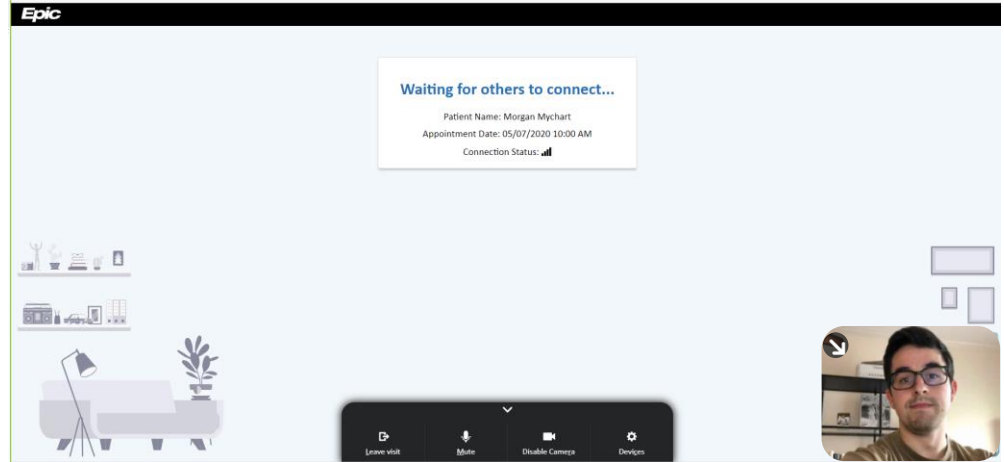 Epic
Waiting for others to connect...
Patient Name: Morgan Mychart
Appointment Date: 05/07/2020 10:00 AM
Connection Status:
Leave visit
Mute
Disable Camera
Devices